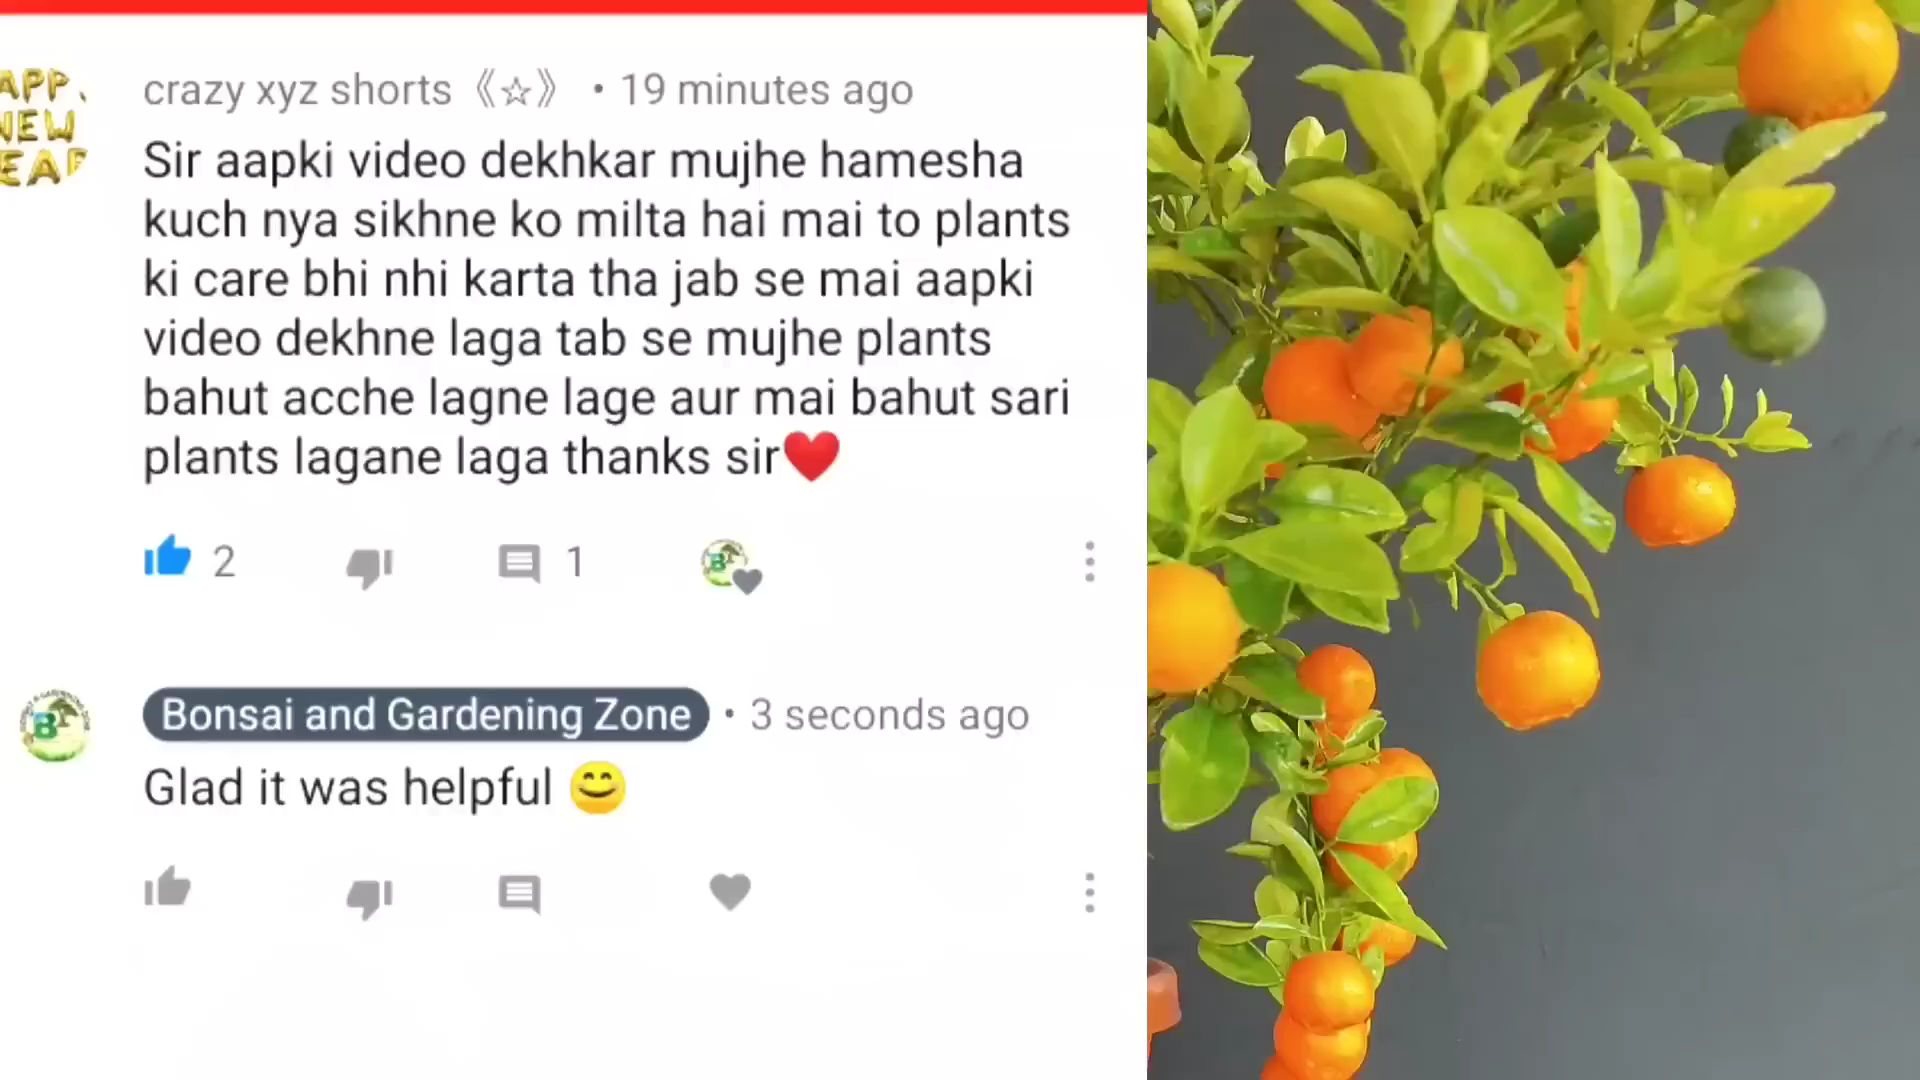 APP
NEW
EAR
crazy xyz shorts 《☆》 • 19 minutes ago
Sir aapki video dekhkar mujhe hamesha
kuch nya sikhne ko milta hai mai to plants
ki care bhi nhi karta tha jab se mai aapki
video dekhne laga tab se mujhe plants
bahut acche lagne lage aur mai bahut sari
plants lagane laga thanks sir❤️
2 1
Bonsai and Gardening Zone • 3 seconds ago
Glad it was helpful 😊